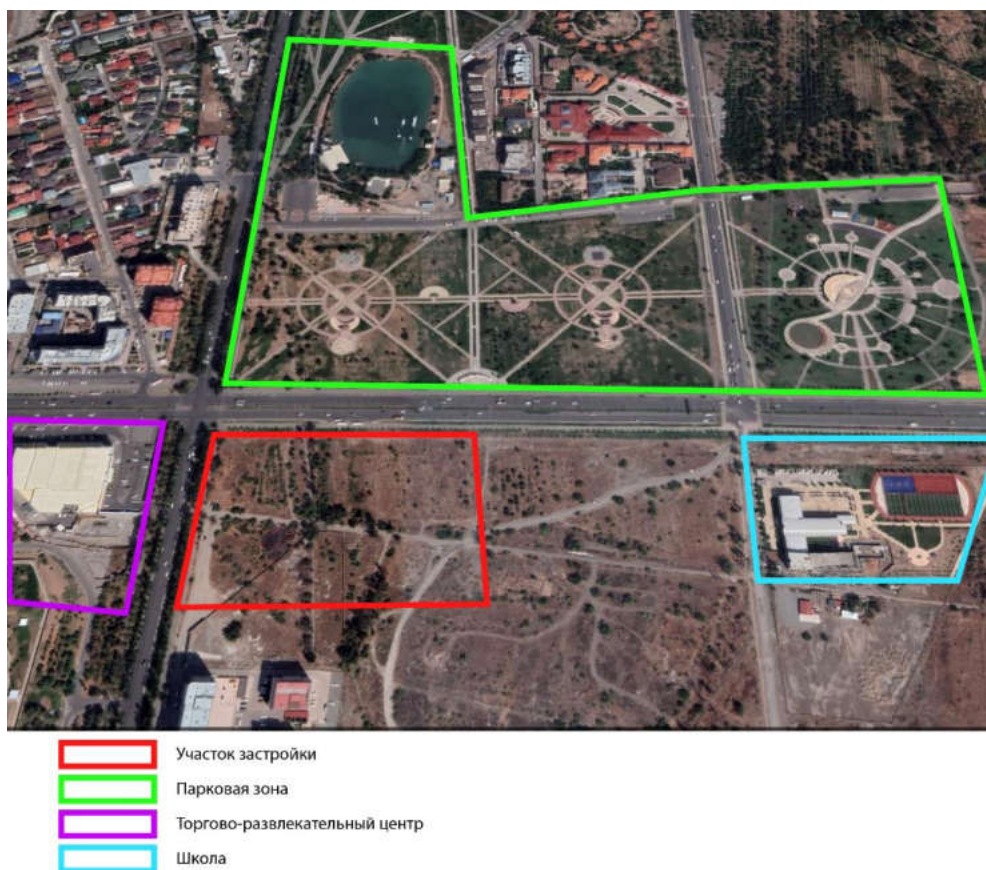 Участок застройки
Парковая зона
Торгово-развлекательный центр
Школа